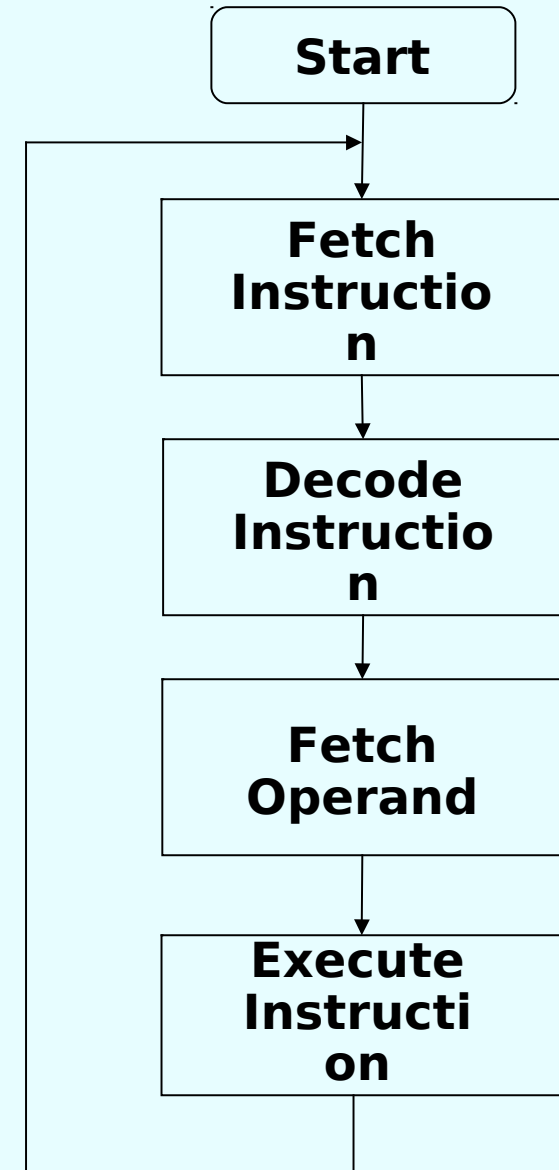 Start
Fetch
Instructio
n
Decode
Instructio
n
Fetch
Operand
Execute
Instructi
on